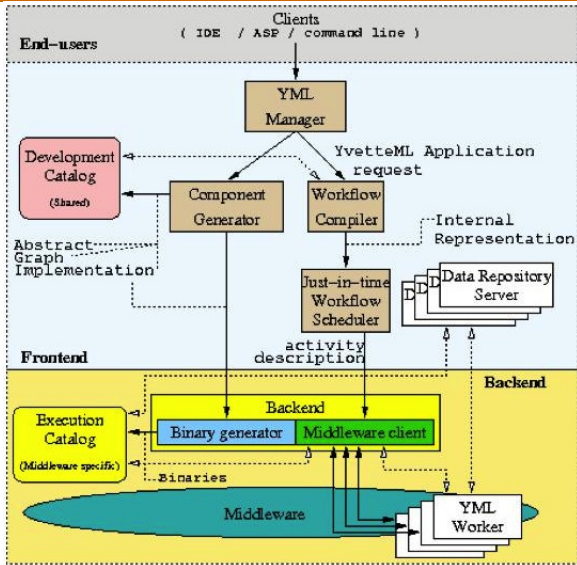 Clients
( IDE / ASP / command line )
End-users
YML
Manager
Development
Catalog
(Shared)
YvetteML Application
request
Component
Generator
Workflow
Compiler
Abstract
Graph
Implementation
Internal
Representation
Just-in-time
Workflow
Scheduler
D
D
D
Data Repository
Server
activity
description
Frontend
Backend
Backend
Execution
Catalog
(Middleware specific)
Binary generator
Middleware client
Binaries
Middleware
YML
Worker